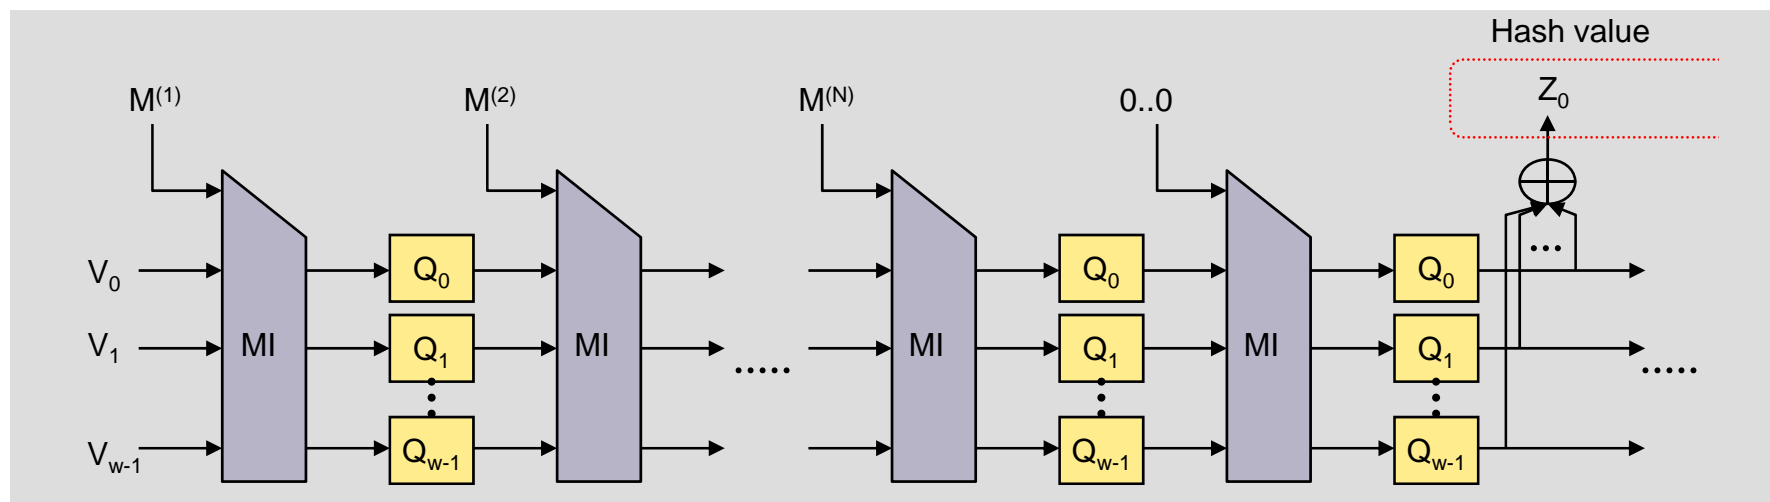 Hash value
M(1) M(2) M(N) 0..0 Z0
V0 Q0 Q0 Q0
V1 MI Q1 MI MI Q1 MI Q1
..... .....
Vw-1 Qw-1 Qw-1 Qw-1